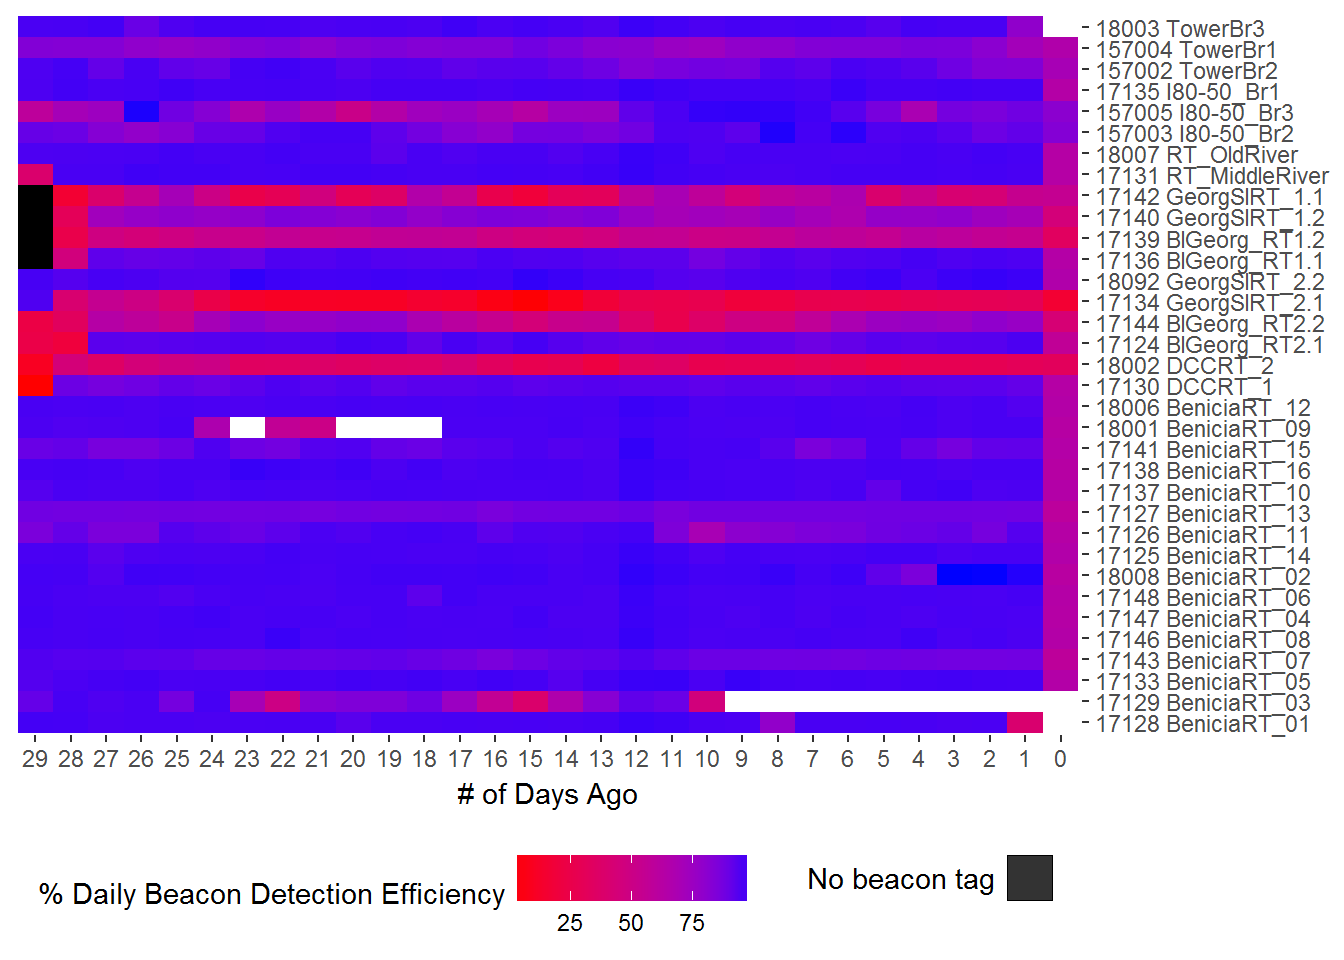 18003 TowerBr3
157004 TowerBr1
157002 TowerBr2
17135 I80-50_Br1
157005 I80-50_Br3
157003 I80-50_Br2
18007 RT_OldRiver
17131 RT_MiddleRiver
17142 GeorgSlRT_1.1
17140 GeorgSlRT_1.2
17139 BlGeorg_RT1.2
17136 BlGeorg_RT1.1
18092 GeorgSlRT_2.2
17134 GeorgSlRT_2.1
17144 BlGeorg_RT2.2
17124 BlGeorg_RT2.1
18002 DCCRT_2
17130 DCCRT_1
18006 BeniciaRT_12
18001 BeniciaRT_09
17141 BeniciaRT_15
17138 BeniciaRT_16
17137 BeniciaRT_10
17127 BeniciaRT_13
17126 BeniciaRT_11
17125 BeniciaRT_14
18008 BeniciaRT_02
17148 BeniciaRT_06
17147 BeniciaRT_04
17146 BeniciaRT_08
17143 BeniciaRT_07
17133 BeniciaRT_05
17129 BeniciaRT_03
17128 BeniciaRT_01
29 28 27 26 25 24 23 22 21 20 19 18 17 16 15 14 13 12 11 10 9 8 7 6 5 4 3 2 1 0
# of Days Ago
% Daily Beacon Detection Efficiency
25 50 75
No beacon tag